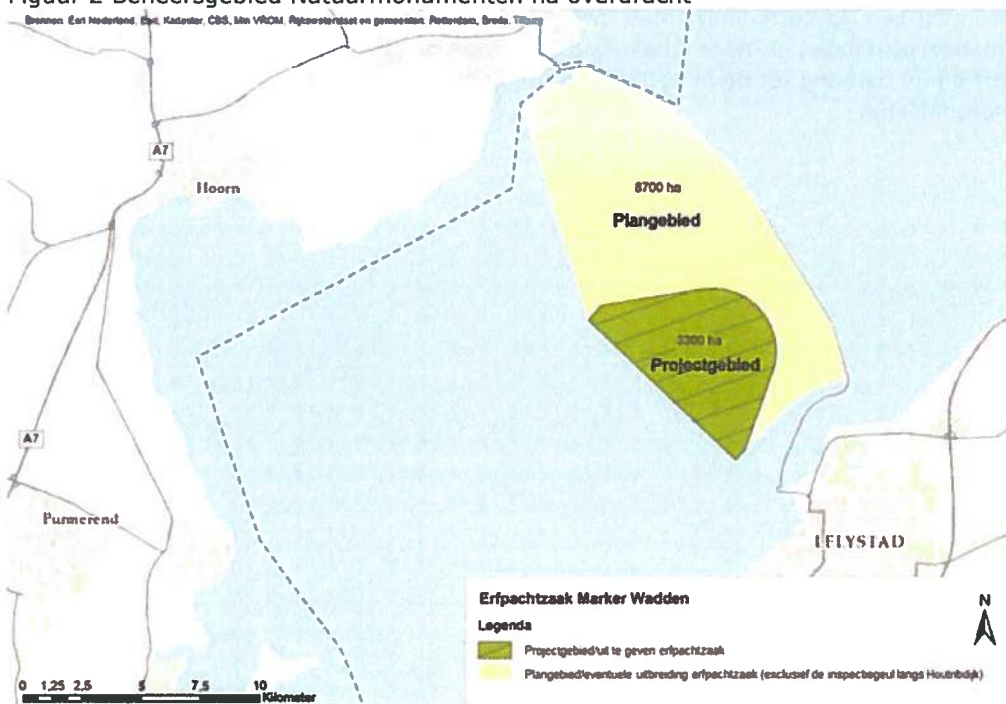 Figuur 2 Beheersgebied Natuurmonumenten na overdracht
Bronnen: Esri Nederland, Esri, Kadaster, CBS, Min VROM, Rijkswaterstaat en gemeenten: Rotterdam, Breda, Tilburg
A7
Hoorn
8700 ha
Plangebied
3300 ha
Projectgebied
A7
Purmerend
LELYSTAD
Erfpachtzaak Marker Wadden
Legenda
N
Projectgebied/uit te geven erfpachtzaak
Plangebied/eventuele uitbreiding erfpachtzaak (exclusief de inspectiegeul langs Houtribdijk)
0 1,25 2,5 5 7,5 10
Kilometer